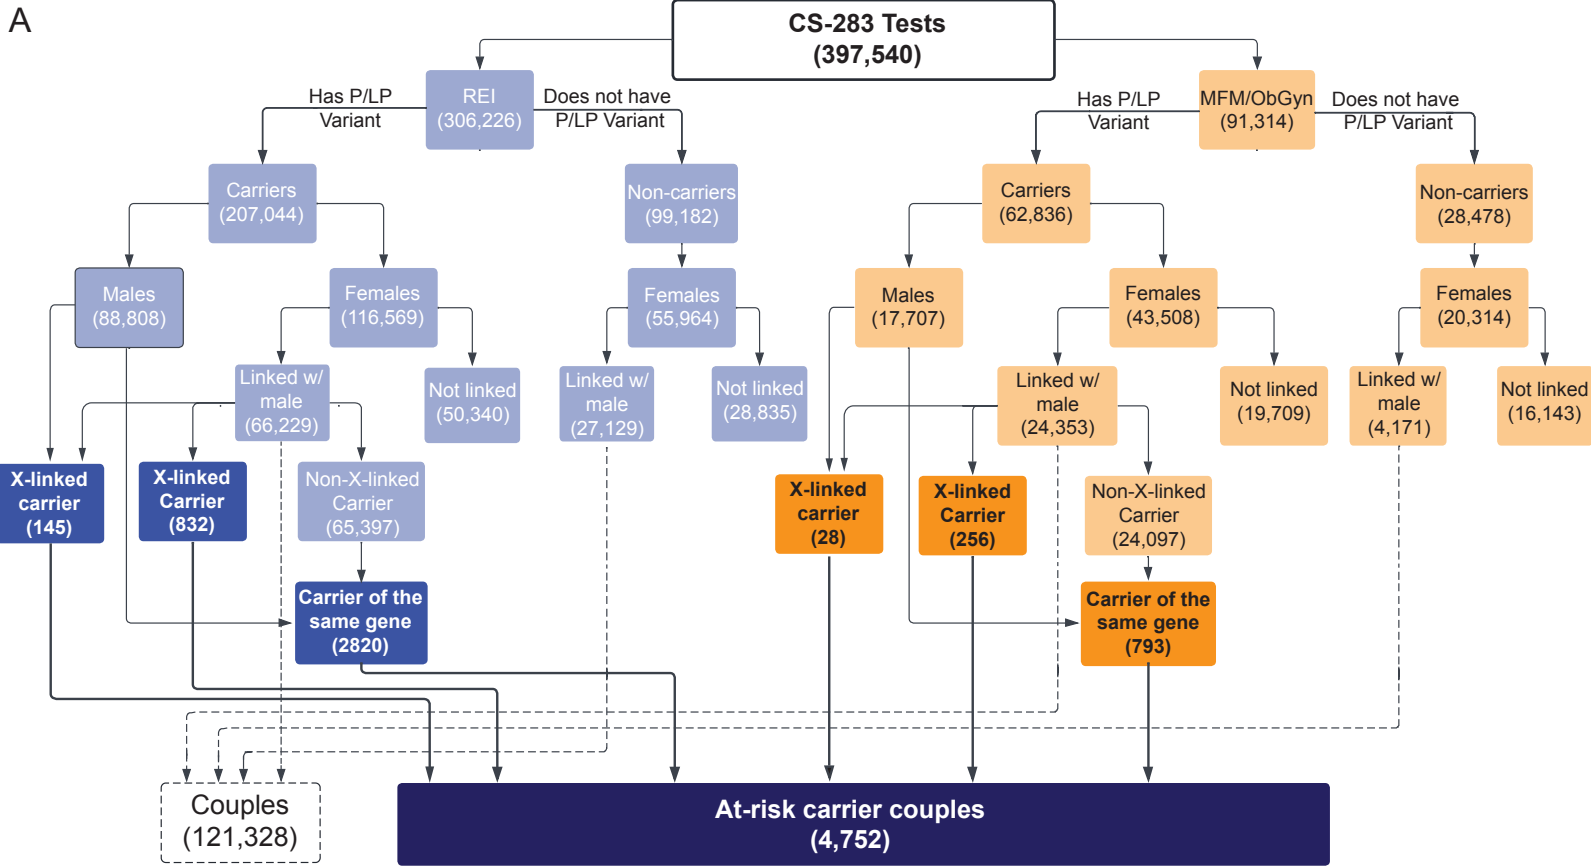 A
CS-283 Tests
(397,540)
REI
(306,226)
Has P/LP
Variant
Does not have
P/LP Variant
MFM/ObGyn
(91,314)
Has P/LP
Variant
Does not have
P/LP Variant
Carriers
(207,044)
Non-carriers
(99,182)
Carriers
(62,836)
Non-carriers
(28,478)
Males
(88,808)
Females
(116,569)
Females
(55,964)
Males
(17,707)
Females
(43,508)
Females
(20,314)
Linked w/
male
(66,229)
Not linked
(50,340)
Linked w/
male
(27,129)
Not linked
(28,835)
Linked w/
male
(24,353)
Not linked
(19,709)
Linked w/
male
(4,171)
Not linked
(16,143)
X-linked
carrier
(145)
X-linked
Carrier
(832)
Non-X-linked
Carrier
(65,397)
X-linked
carrier
(28)
X-linked
Carrier
(256)
Non-X-linked
Carrier
(24,097)
Carrier of the
same gene
(2820)
Carrier of the
same gene
(793)
Couples
(121,328)
At-risk carrier couples
(4,752)